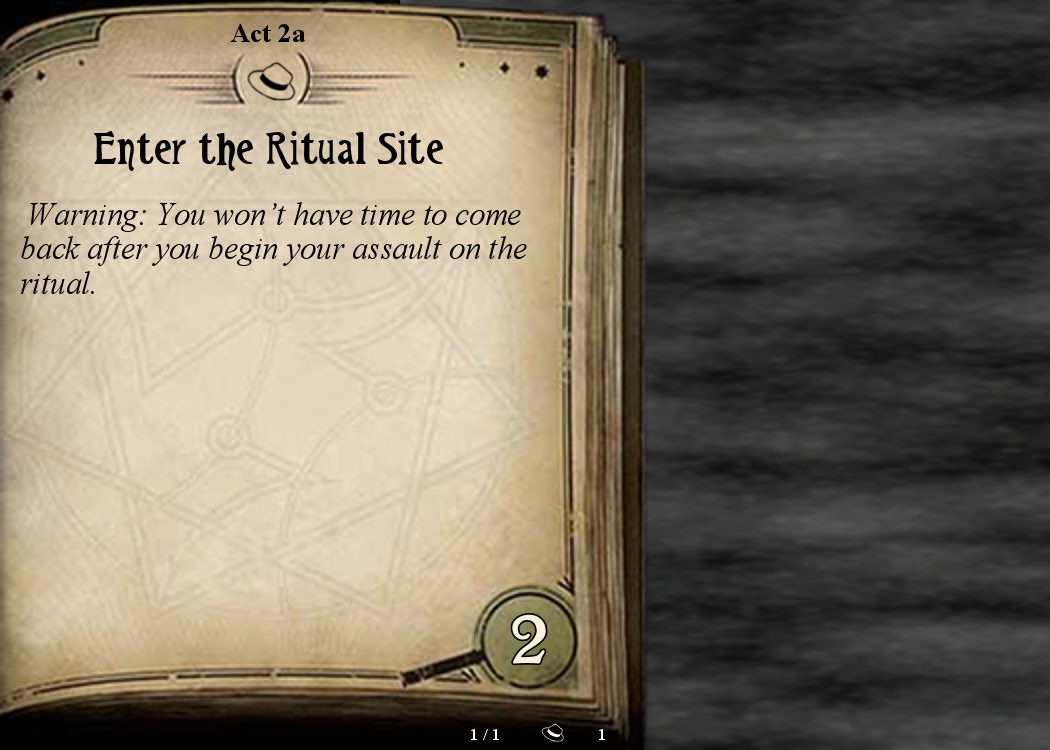 Act 2a
Enter the Ritual Site
Warning: You won’t have time to come
back after you begin your assault on the
ritual.
2
1 / 1 1